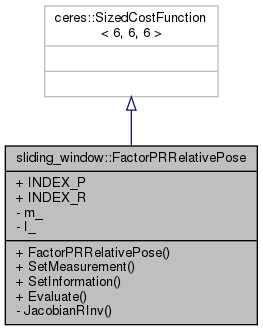 ceres::SizedCostFunction
< 6, 6, 6 >
sliding_window::FactorPRRelativePose
+ INDEX_P
+ INDEX_R
- m_
- I_
+ FactorPRRelativePose()
+ SetMeasurement()
+ SetInformation()
+ Evaluate()
- JacobianRInv()